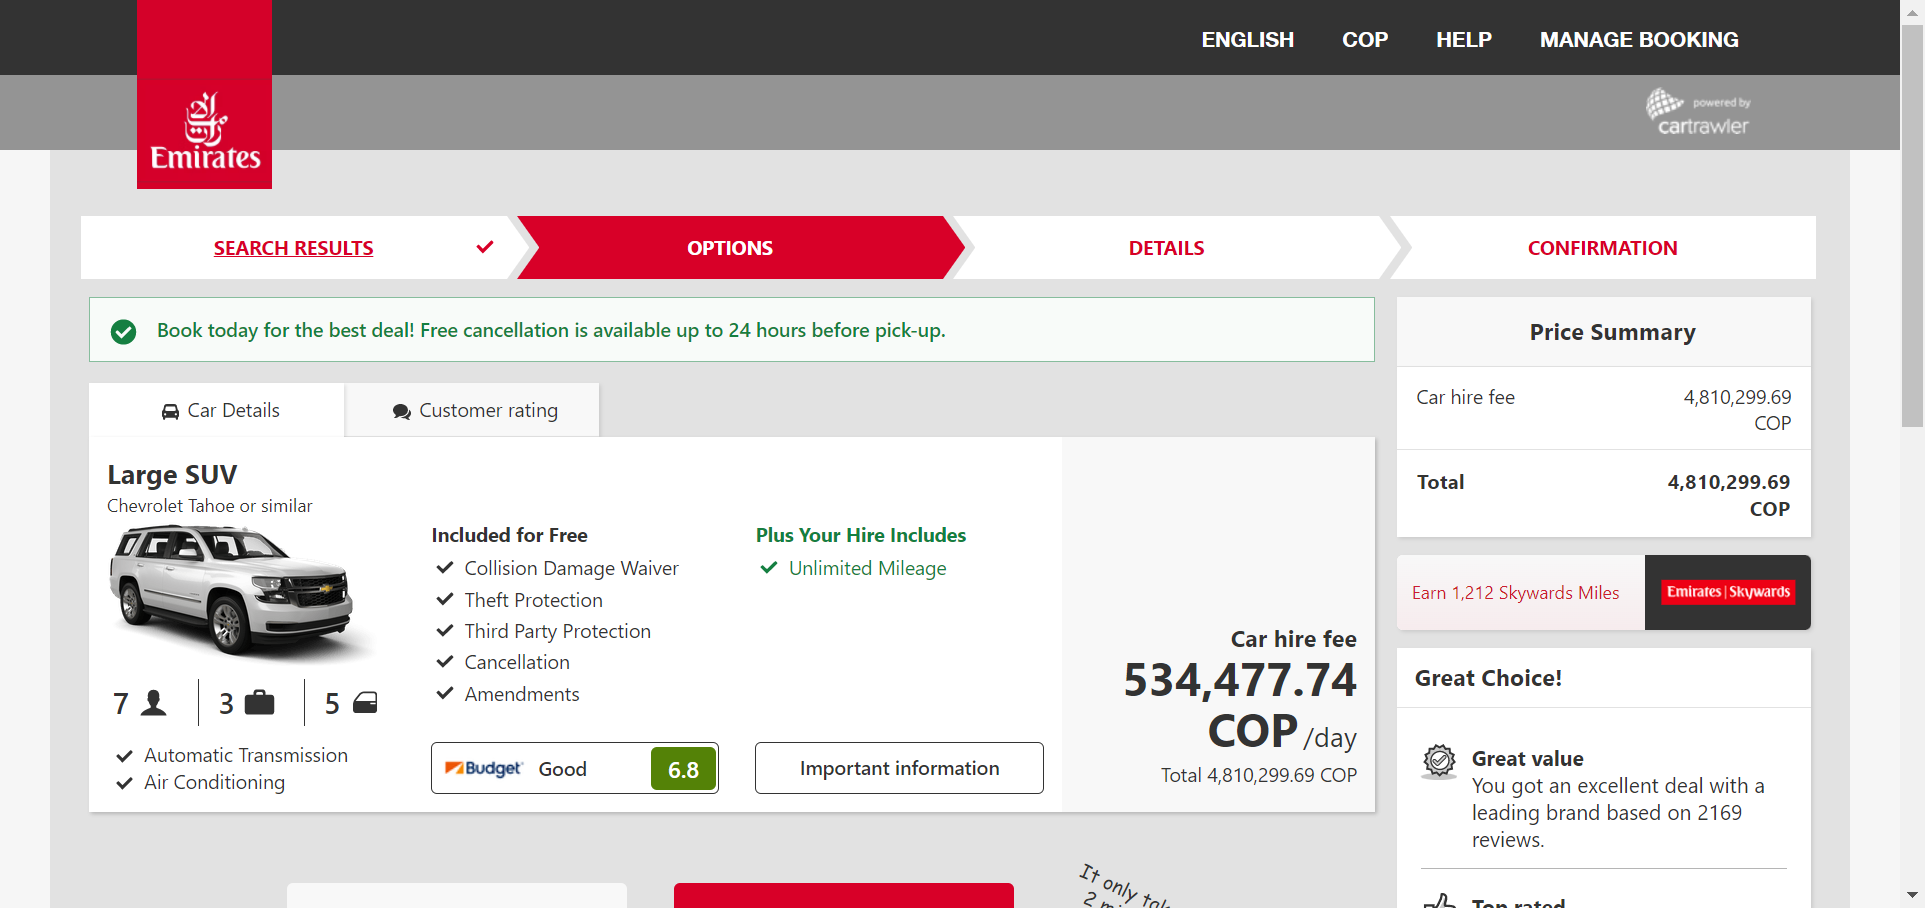 ENGLISH COP HELP MANAGE BOOKING
Emirates
powered by
cartrawler
SEARCH RESULTS
OPTIONS
DETAILS
CONFIRMATION
Book today for the best deal! Free cancellation is available up to 24 hours before pick-up.
Car Details
Customer rating
Large SUV
Chevrolet Tahoe or similar
7
3
5
Automatic Transmission
Air Conditioning
Included for Free
Collision Damage Waiver
Theft Protection
Third Party Protection
Cancellation
Amendments
Budget Good 6.8
Plus Your Hire Includes
Unlimited Mileage
Important information
Car hire fee
534,477.74
COP /day
Total 4,810,299.69 COP
It only
2
Price Summary
Car hire fee 4,810,299.69
COP
Total 4,810,299.69
COP
Earn 1,212 Skywards Miles
Emirates | Skywards
Great Choice!
Great value
You got an excellent deal with a
leading brand based on 2169
reviews.
Top rated